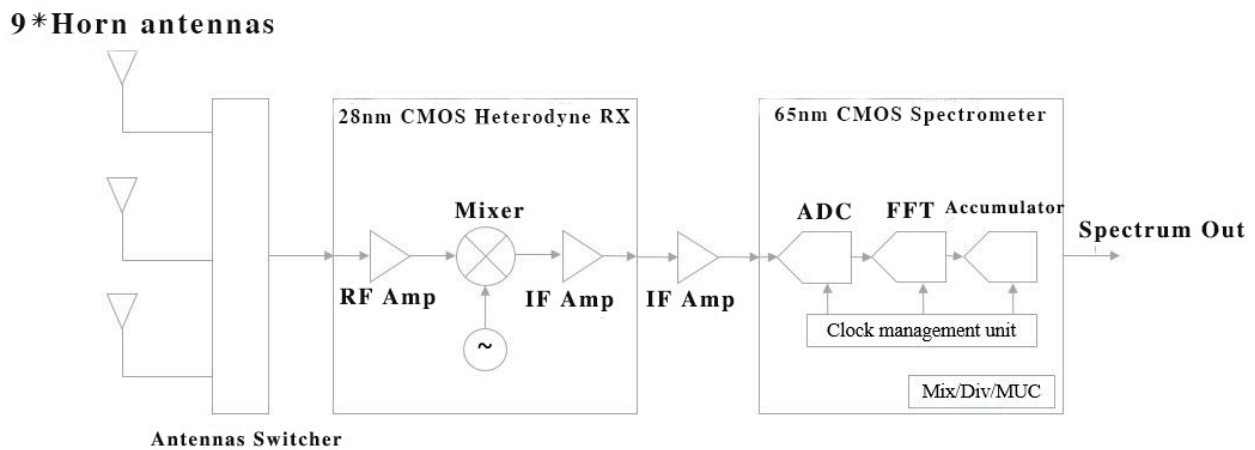 9*Horn antennas
28nm CMOS Heterodyne RX
65nm CMOS Spectrometer
Mixer
ADC
FFT
Accumulator
Spectrum Out
RF Amp
IF Amp
IF Amp
~
Clock management unit
Mix/Div/MUC
Antennas Switcher